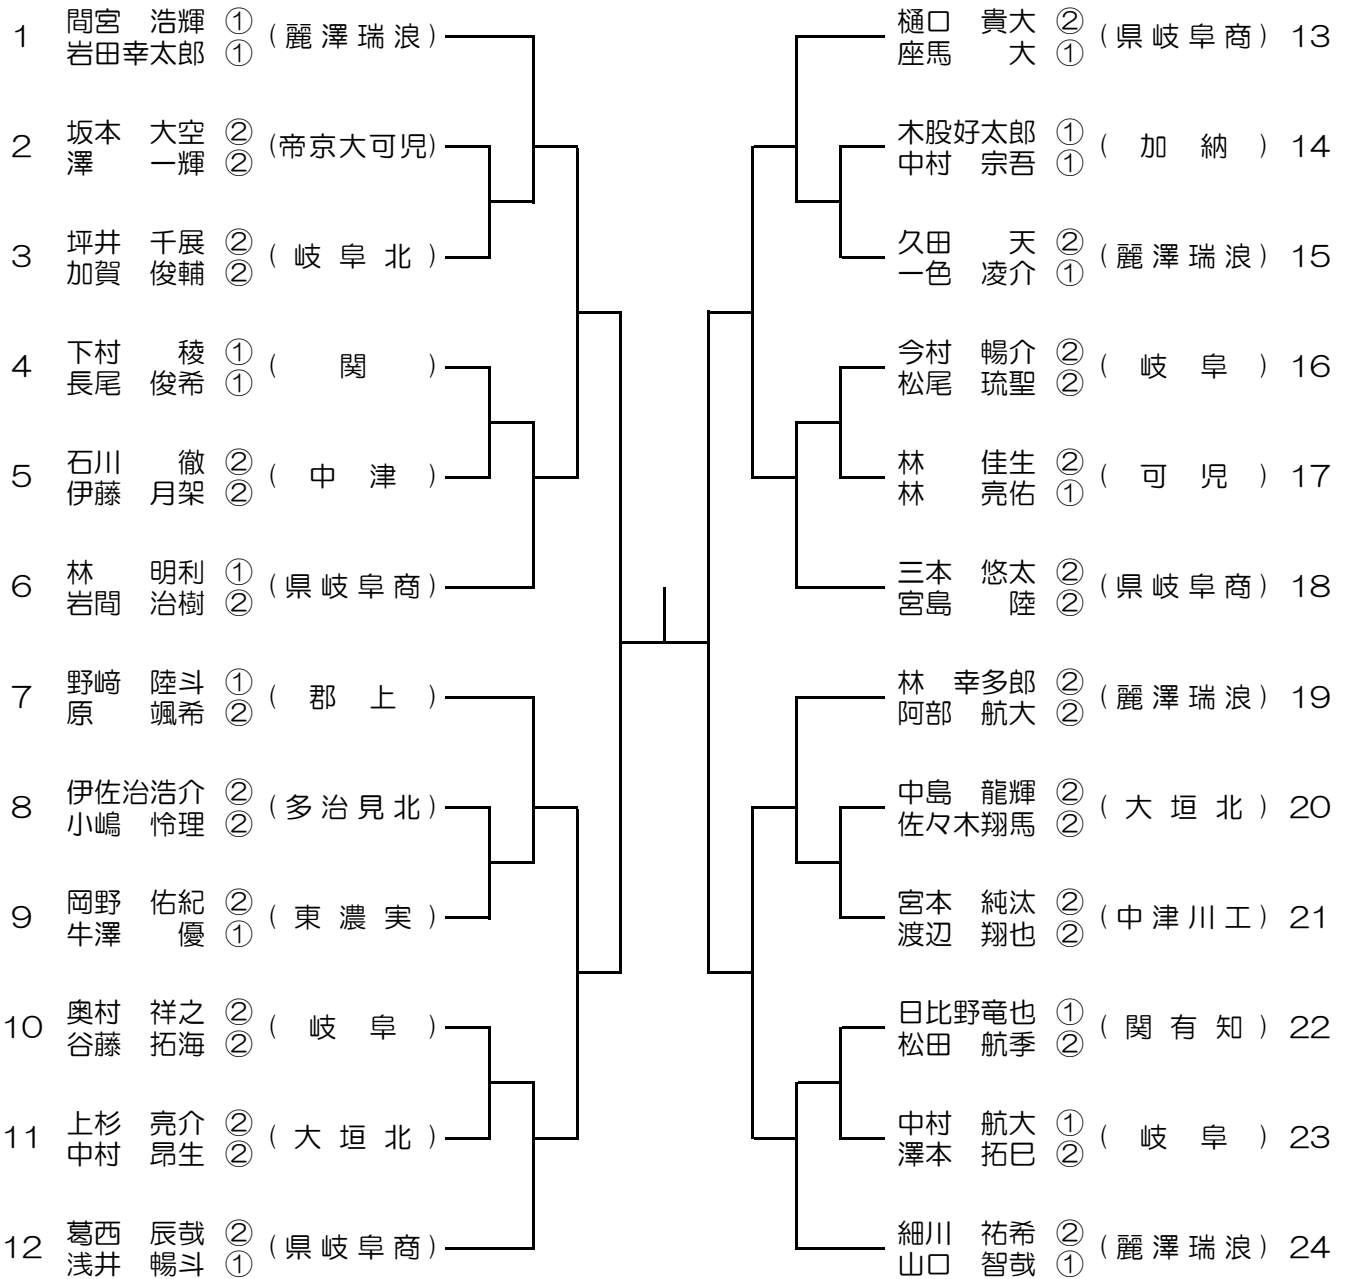 1 間宮 浩輝 ① (麗澤瑞浪)
岩田幸太郎 ①
2 坂本 大空 ② (帝京大可児)
澤 一輝 ②
3 坪井 千展 ② (岐阜北)
加賀 俊輔 ②
4 下村 稜 ① (関)
長尾 俊希 ①
5 石川 徹 ② (中津)
伊藤 月架 ②
6 林 明利 ① (県岐阜商)
岩間 治樹 ②
7 野﨑 陸斗 ① (郡上)
原 颯希 ②
8 伊佐治浩介 ② (多治見北)
小嶋 怜理 ②
9 岡野 佑紀 ② (東濃実)
牛澤 優 ①
10 奥村 祥之 ② (岐阜)
谷藤 拓海 ②
11 上杉 亮介 ② (大垣北)
中村 昂生 ②
12 葛西 辰哉 ② (県岐阜商)
浅井 暢斗 ①
樋口 貴大 ② (県岐阜商) 13
座馬 大 ①
木股好太郎 ① (加納) 14
中村 宗吾 ①
久田 天 ② (麗澤瑞浪) 15
一色 凌介 ①
今村 暢介 ② (岐阜) 16
松尾 琉聖 ②
林 佳生 ② (可児) 17
林 亮佑 ①
三本 悠太 ② (県岐阜商) 18
宮島 陸 ②
林 幸多郎 ② (麗澤瑞浪) 19
阿部 航大 ②
中島 龍輝 ② (大垣北) 20
佐々木翔馬 ②
宮本 純汰 ② (中津川工) 21
渡辺 翔也 ②
日比野竜也 ① (関有知) 22
松田 航季 ②
中村 航大 ① (岐阜) 23
澤本 拓巳 ②
細川 祐希 ② (麗澤瑞浪) 24
山口 智哉 ①